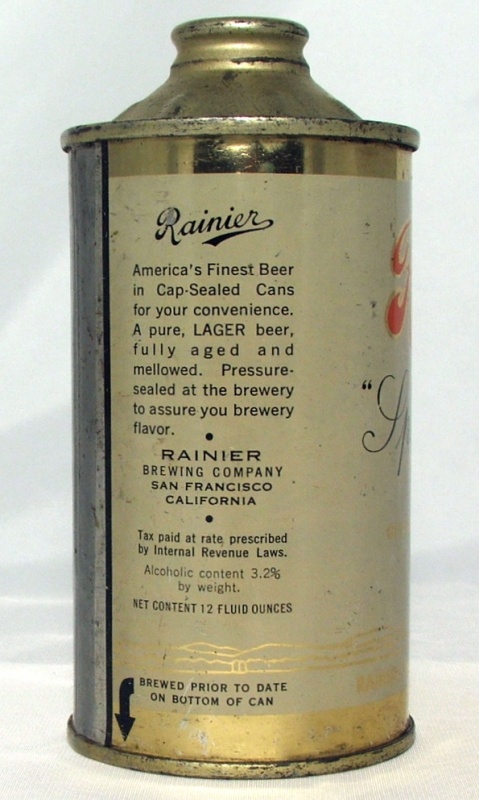 Rainier
America's Finest Beer
in Cap-Sealed Cans
for your convenience.
A pure, LAGER beer,
fully aged and
mellowed. Pressure-
sealed at the brewery
to assure you brewery
flavor.
RAINIER
BREWING COMPANY
SAN FRANCISCO
CALIFORNIA
Tax paid at rate prescribed
by Internal Revenue Laws.
Alcoholic content 3.2%
by weight.
NET CONTENT 12 FLUID OUNCES
BREWED PRIOR TO DATE
ON BOTTOM OF CAN